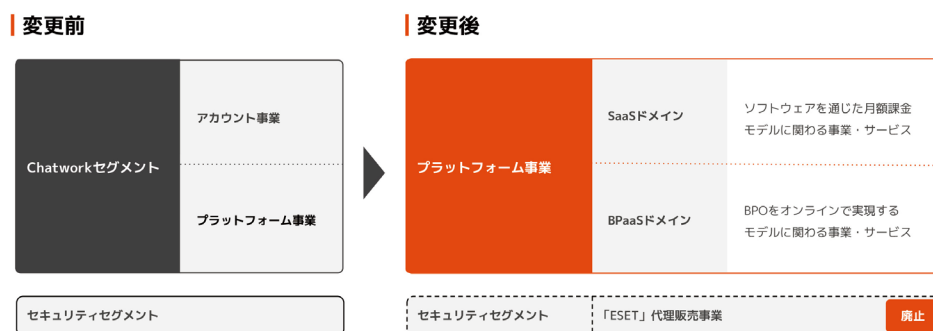 変更前
変更後
Chatworkセグメント
アカウント事業
プラットフォーム事業
プラットフォーム事業
SaaSドメイン
ソフトウェアを通じた月額課金
モデルに関わる事業・サービス
BPaaSドメイン
BPOをオンラインで実現する
モデルに関わる事業・サービス
セキュリティセグメント
セキュリティセグメント
「ESET」代理販売事業
廃止